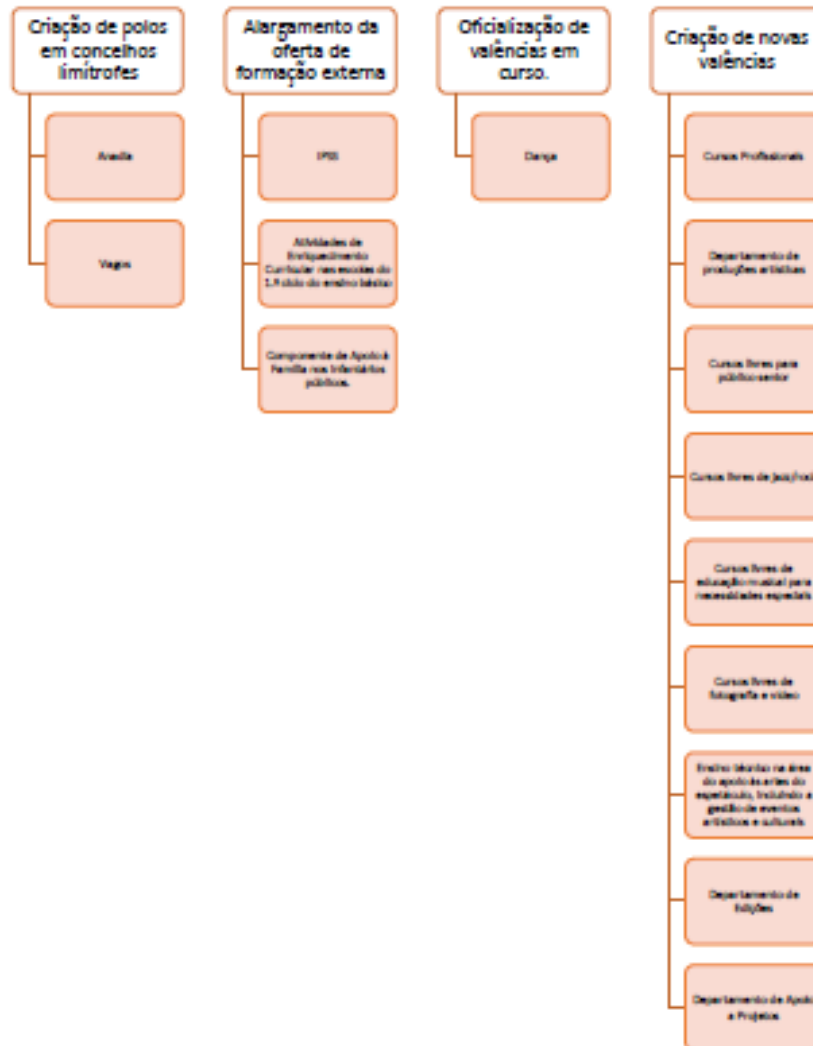 Criação de polos
em concelhos
limítrofes
Anadia
Vagos
Alargamento da
oferta de
formação externa
IPSS
Atividades de
Enriquecimento
Curricular nas escolas do
1.º ciclo do ensino básico
Componente de Apoio à
Família nos Infantários
públicos.
Oficialização de
valências em
curso.
Dança
Criação de novas
valências
Cursos Profissionais
Departamento de
produções artísticas
Cursos livres para
público senior
Cursos livres de jazz/rock
Cursos livres de
educação musical para
necessidades especiais
Cursos livres de
fotografia e vídeo
Ensino técnico na área
do apoio às artes do
espetáculo, incluindo a
gestão de eventos
artísticos e culturais
Departamento de
Edições
Departamento de Apoio
a Projetos